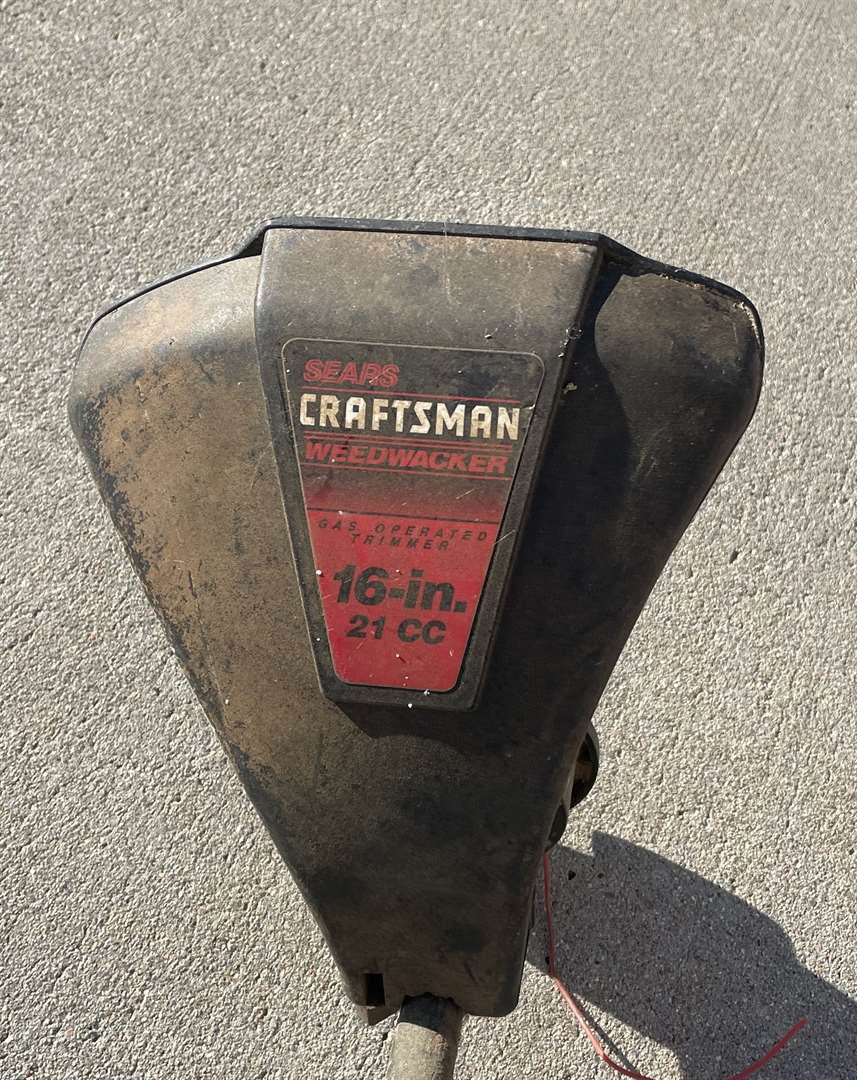 SEARS
CRAFTSMAN
WEEDWACKER
GAS OPERATED
TRIMMER
16-in.
21 CC